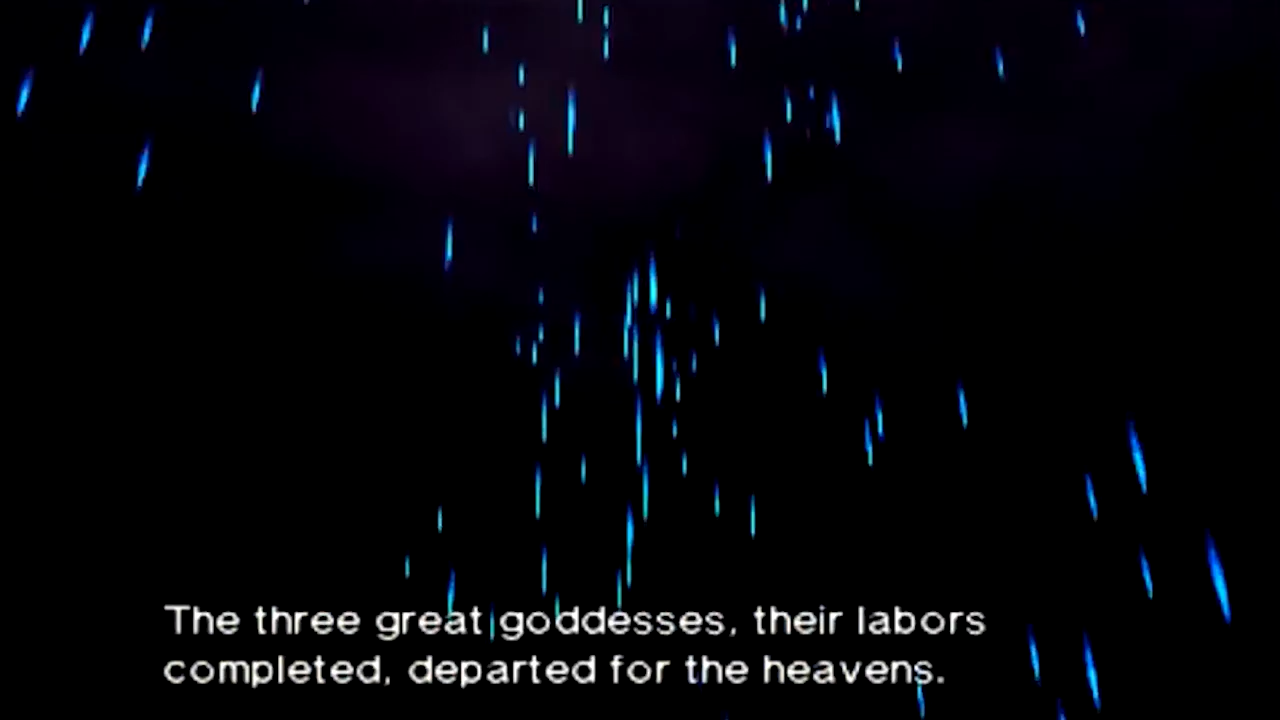 The three great goddesses, their labors
completed, departed for the heavens.